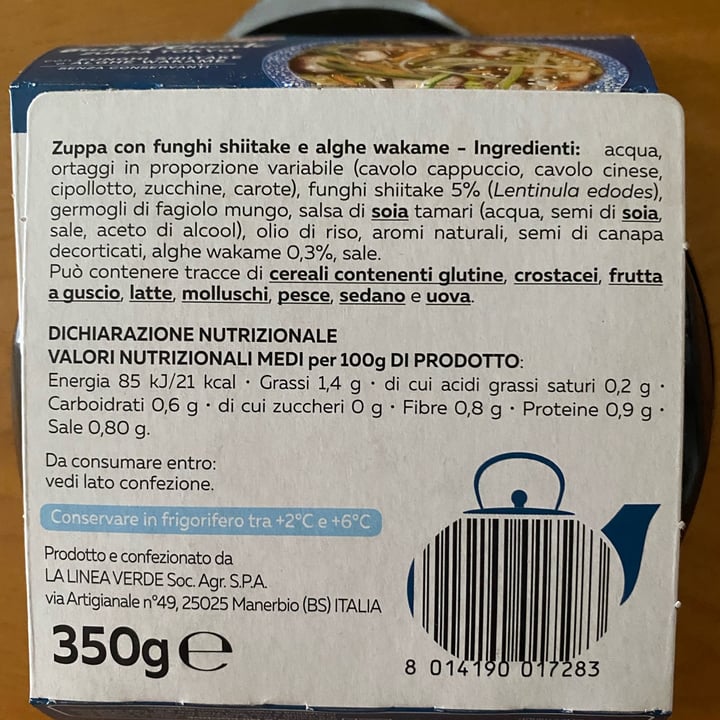 Zuppa con funghi shiitake e alghe wakame - Ingredienti: acqua,
ortaggi in proporzione variabile (cavolo cappuccio, cavolo cinese,
cipollotto, zucchine, carote), funghi shiitake 5% (Lentinula edodes),
germogli di fagiolo mungo, salsa di soia tamari (acqua, semi di soia,
sale, aceto di alcool), olio di riso, aromi naturali, semi di canapa
decorticati, alghe wakame 0,3%, sale.
Può contenere tracce di cereali contenenti glutine, crostacei, frutta
a guscio, latte, molluschi, pesce, sedano e uova.
DICHIARAZIONE NUTRIZIONALE
VALORI NUTRIZIONALI MEDI per 100g DI PRODOTTO:
Energia 85 kJ/21 kcal · Grassi 1,4 g · di cui acidi grassi saturi 0,2 g ·
Carboidrati 0,6 g · di cui zuccheri 0 g · Fibre 0,8 g · Proteine 0,9 g ·
Sale 0,80 g.
Da consumare entro:
vedi lato confezione.
Conservare in frigorifero tra +2°C e +6°C
Prodotto e confezionato da
LA LINEA VERDE Soc. Agr. S.P.A.
via Artigianale n°49, 25025 Manerbio (BS) ITALIA
350g e
8 014190 017283